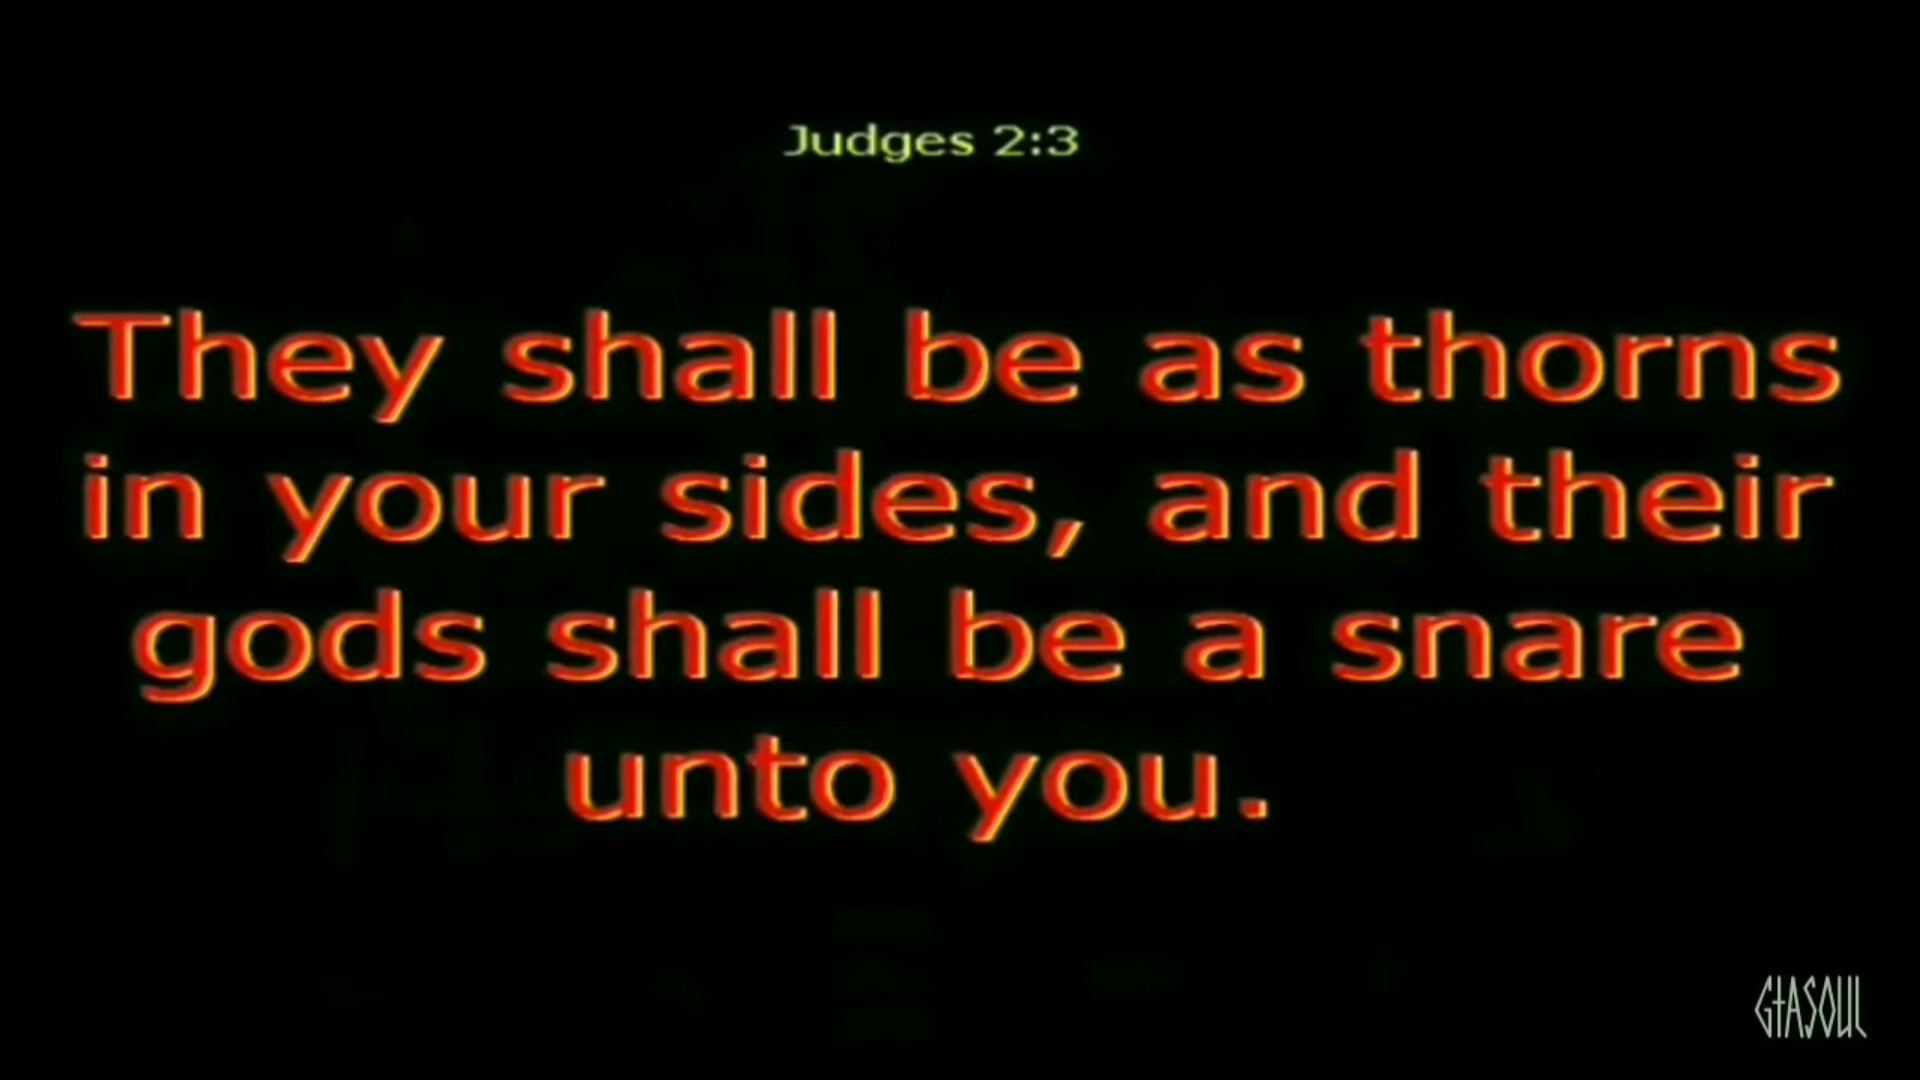 Judges 2:3
They shall be as thorns
in your sides, and their
gods shall be a snare
unto you.
GtASOUL